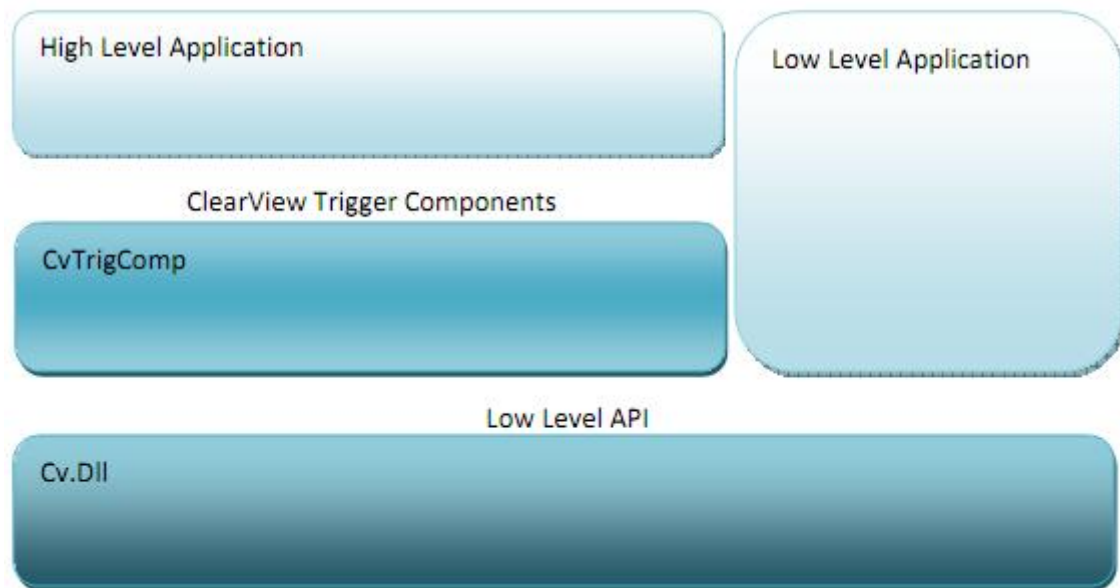 High Level Application
Low Level Application
ClearView Trigger Components
CvTrigComp
Low Level API
Cv.Dll